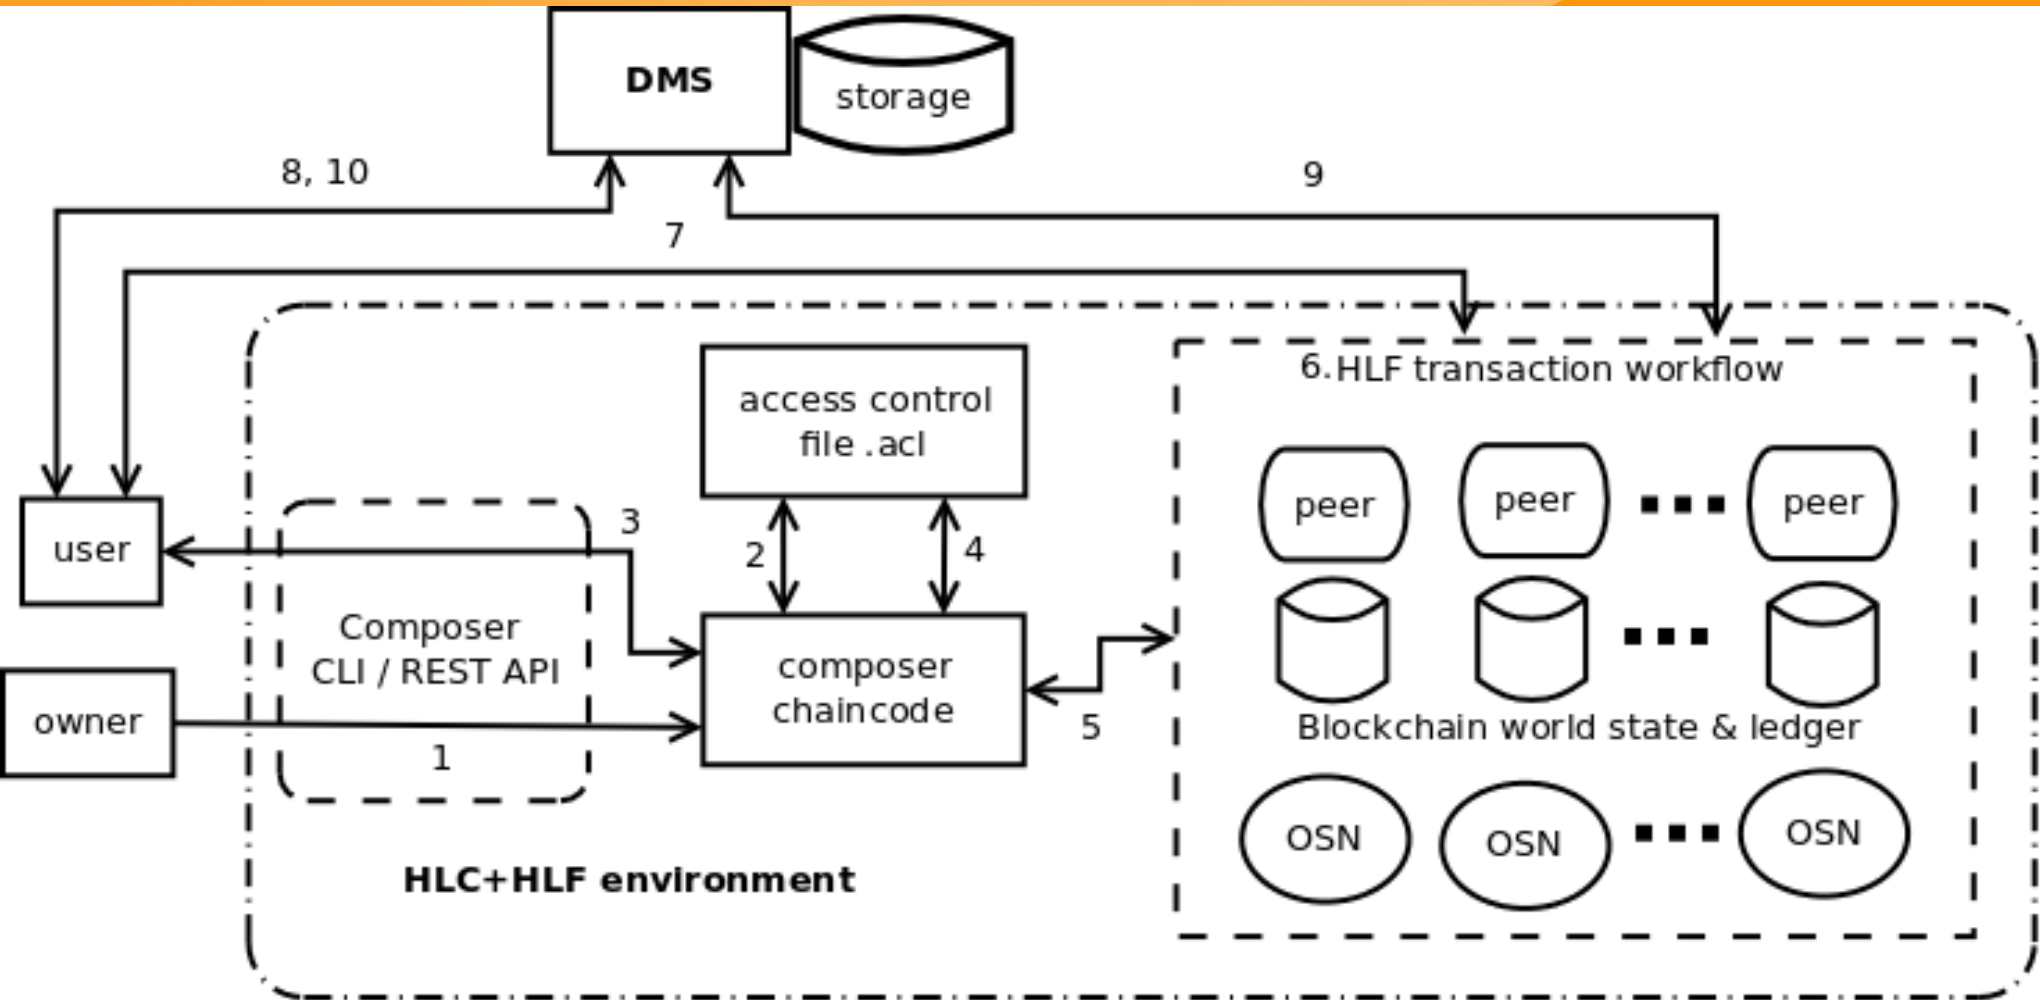 DMS
storage
8, 10
9
7
6.HLF transaction workflow
access control
file .acl
peer
peer
peer
3
user
2
4
Composer
CLI / REST API
composer
chaincode
owner
1
5
Blockchain world state & ledger
OSN
OSN
OSN
HLC+HLF environment